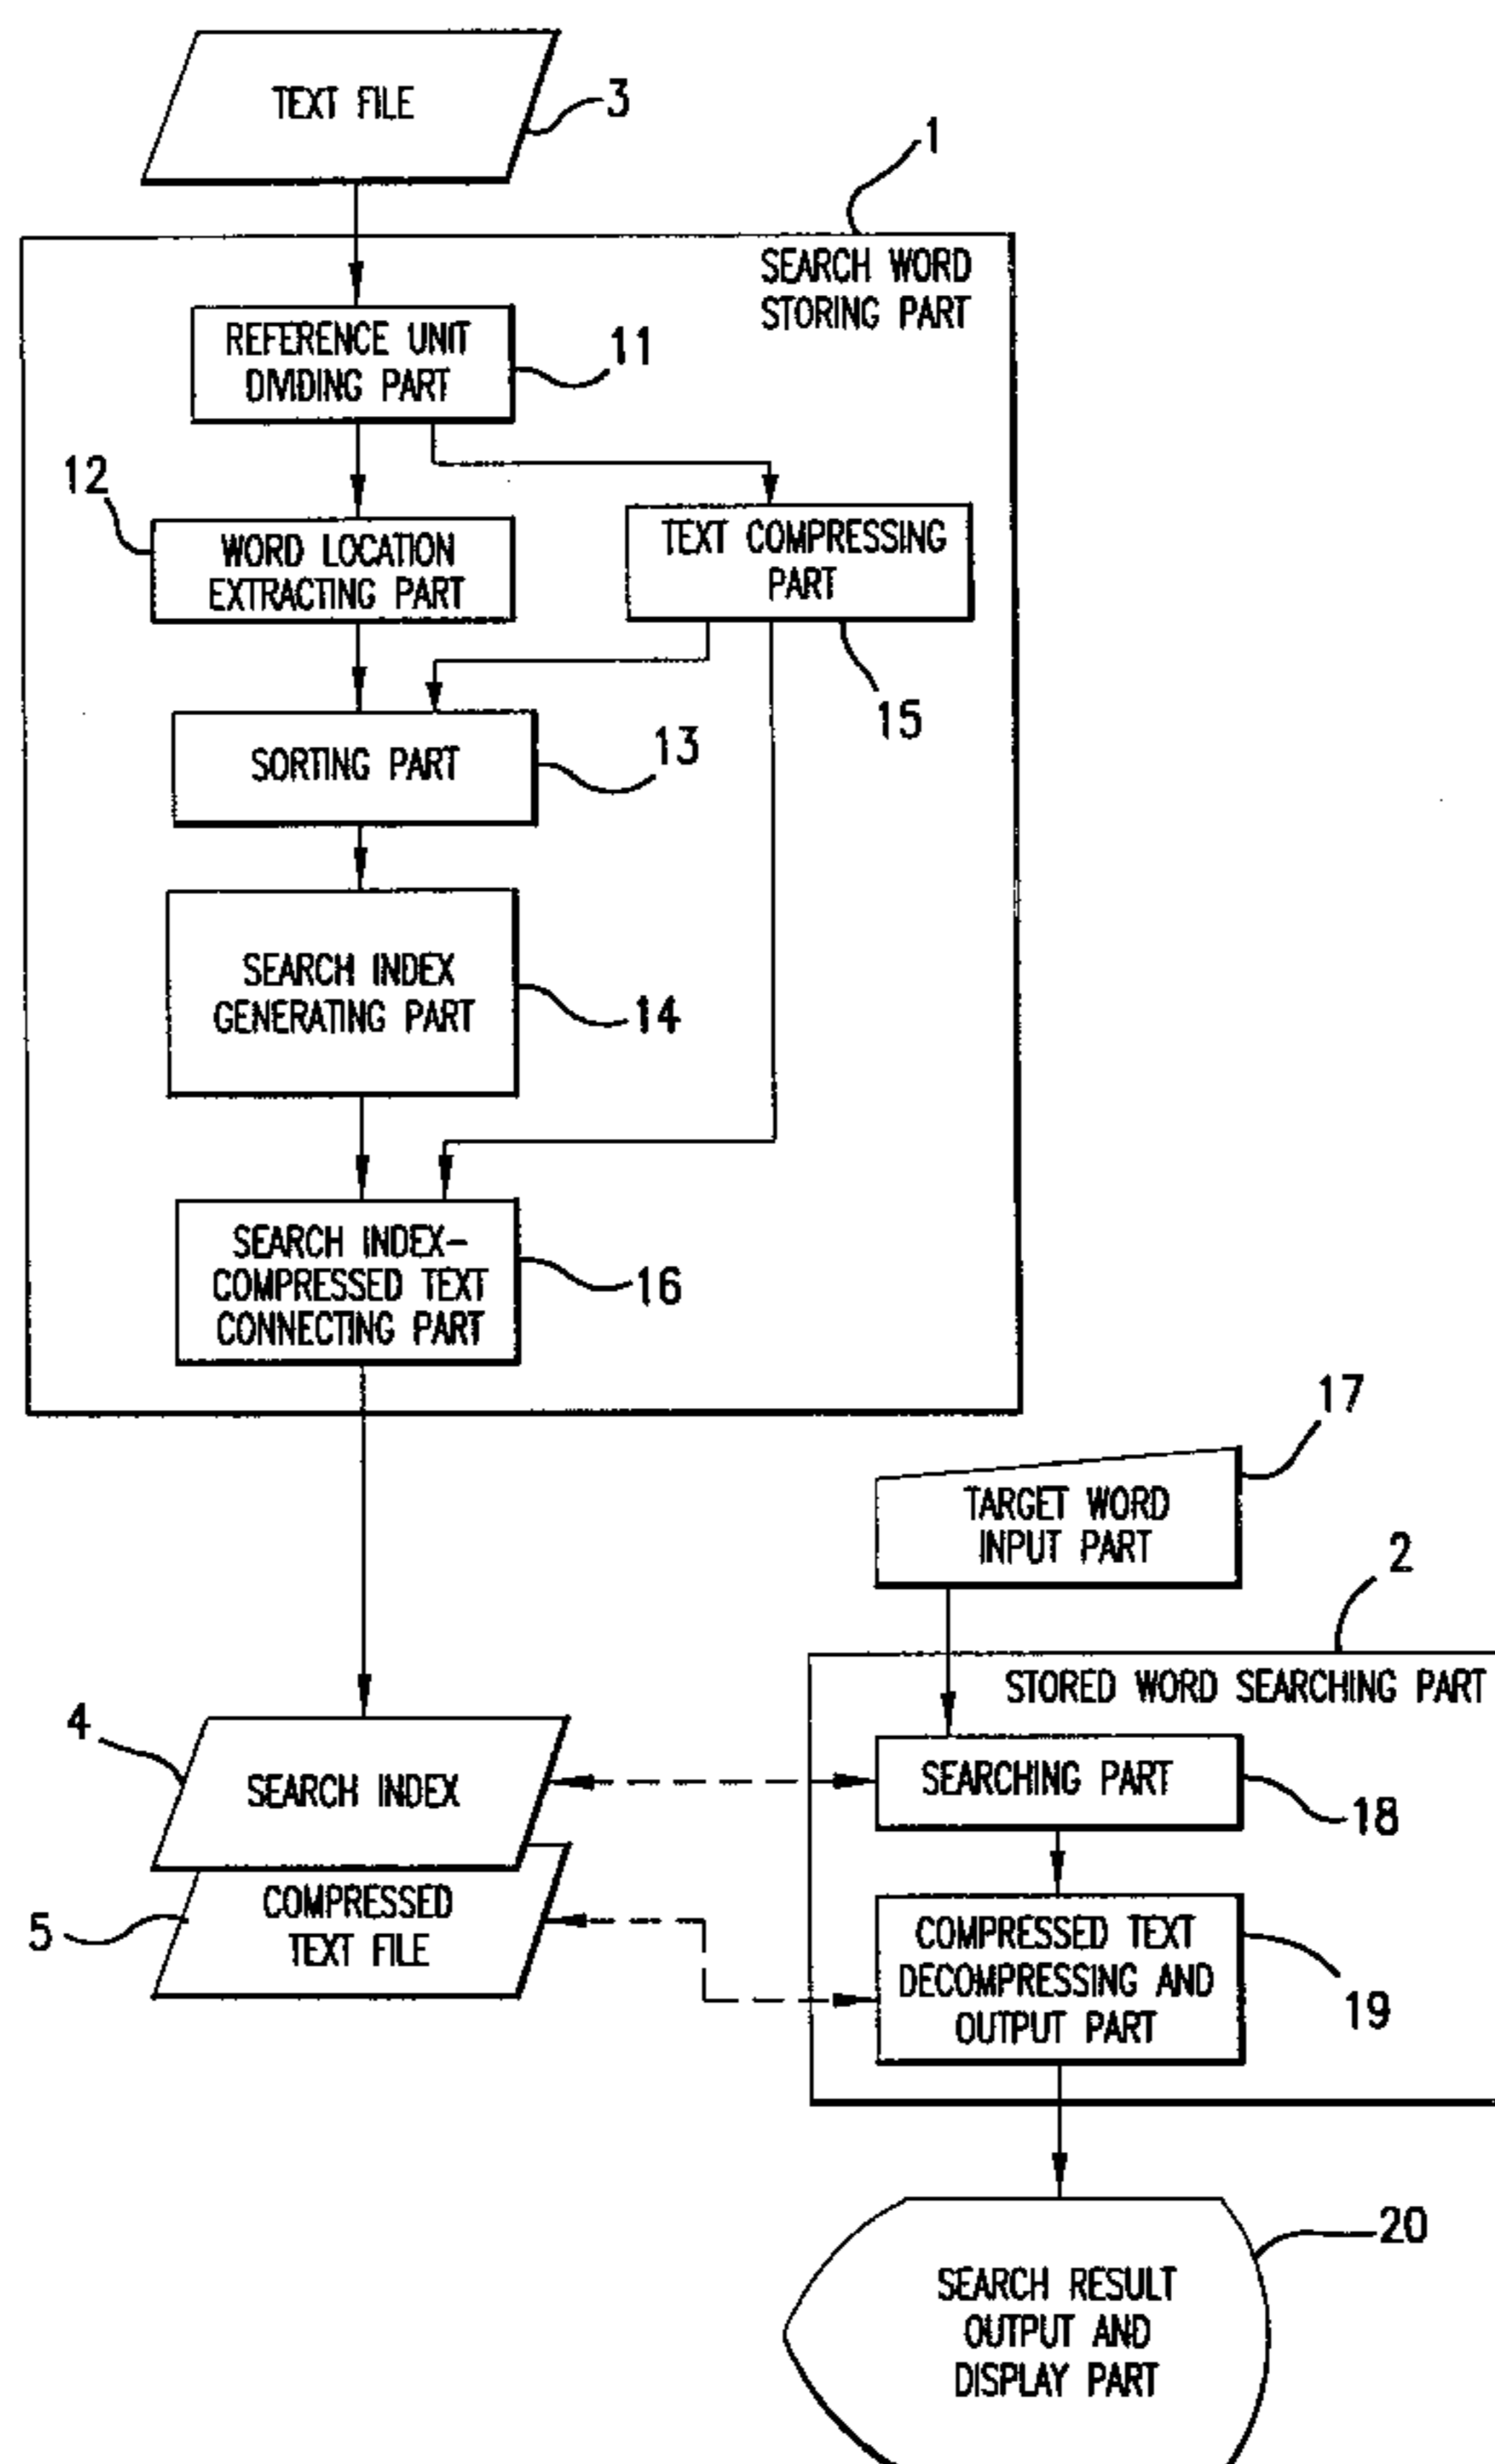 TEXT FILE
3
1
SEARCH WORD
STORING PART
REFERENCE UNIT
DIVIDING PART
11
12
WORD LOCATION
EXTRACTING PART
TEXT COMPRESSING
PART
15
SORTING PART
13
SEARCH INDEX
GENERATING PART
14
SEARCH INDEX-
COMPRESSED TEXT
CONNECTING PART
16
17
TARGET WORD
INPUT PART
2
STORED WORD SEARCHING PART
4
SEARCH INDEX
SEARCHING PART
18
5
COMPRESSED
TEXT FILE
COMPRESSED TEXT
DECOMPRESSING AND
OUTPUT PART
19
20
SEARCH RESULT
OUTPUT AND
DISPLAY PART